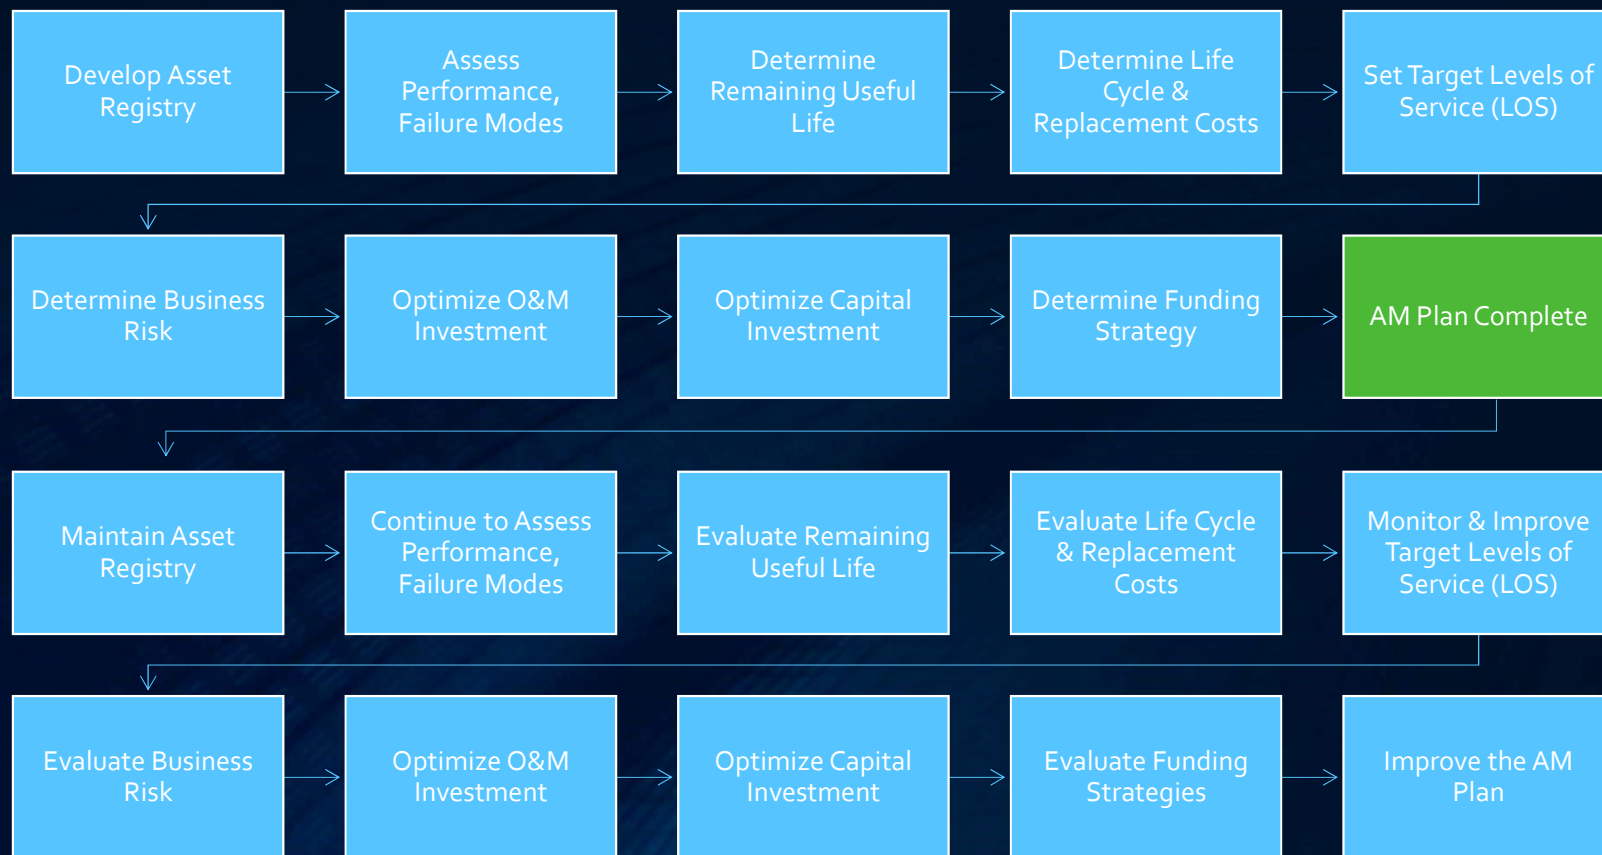 Develop Asset
Registry
Assess
Performance,
Failure Modes
Determine
Remaining Useful
Life
Determine Life
Cycle &
Replacement Costs
Set Target Levels of
Service (LOS)
Determine Business
Risk
Optimize O&M
Investment
Optimize Capital
Investment
Determine Funding
Strategy
AM Plan Complete
Maintain Asset
Registry
Continue to Assess
Performance,
Failure Modes
Evaluate Remaining
Useful Life
Evaluate Life Cycle
& Replacement
Costs
Monitor & Improve
Target Levels of
Service (LOS)
Evaluate Business
Risk
Optimize O&M
Investment
Optimize Capital
Investment
Evaluate Funding
Strategies
Improve the AM
Plan